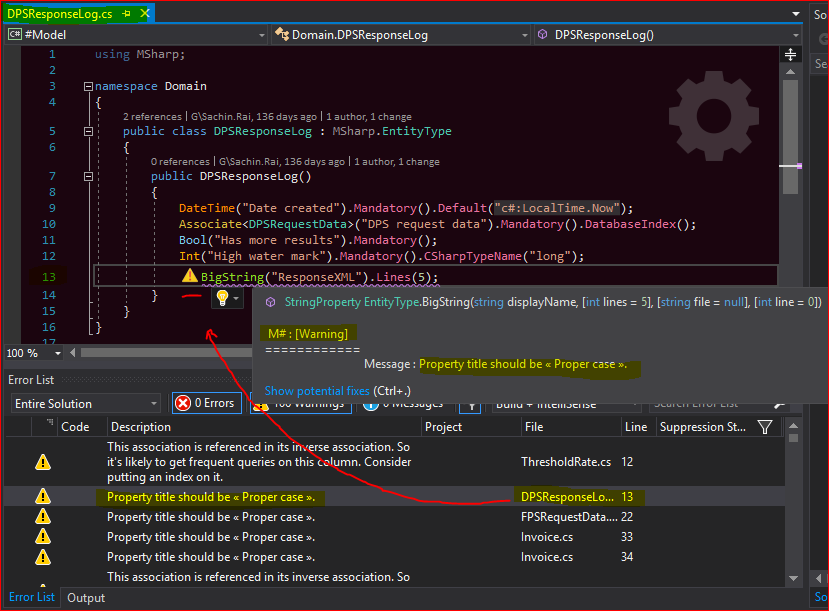 DPSResponseLog.cs
So
C# #Model
Domain.DPSResponseLog
DPSResponseLog()
Se
1 using MSharp;
2
3 namespace Domain
4 {
2 references | G\Sachin.Rai, 136 days ago | 1 author, 1 change
5 public class DPSResponseLog : MSharp.EntityType
6 {
0 references | G\Sachin.Rai, 136 days ago | 1 author, 1 change
7 public DPSResponseLog()
8 {
9 DateTime("Date created").Mandatory().Default("c#:LocalTime.Now");
10 Associate<DPSRequestData>("DPS request data").Mandatory().DatabaseIndex();
11 Bool("Has more results").Mandatory();
12 Int("High water mark").Mandatory().CSharpTypeName("long");
13 BigString("ResponseXML").Lines(5);
14 }
15 }
16 }
17
StringProperty EntityType.BigString(string displayName, [int lines = 5], [string file = null], [int line = 0])
M# : [Warning]
============
Message : Property title should be « Proper case ».
Show potential fixes (Ctrl+.)
100 %
Error List
Entire Solution
0 Errors
100 Warnings
0 Messages
Build + IntelliSense
Search Error List
Code Description Project File Line Suppression St...
This association is referenced in its inverse association. So
it's likely to get frequent queries on this column. Consider
putting an index on it.
ThresholdRate.cs 12
Property title should be « Proper case ». DPSResponseLo... 13
Property title should be « Proper case ». FPSRequestData.... 22
Property title should be « Proper case ». Invoice.cs 33
Property title should be « Proper case ». Invoice.cs 34
This association is referenced in its inverse association. So
Error List Output
So